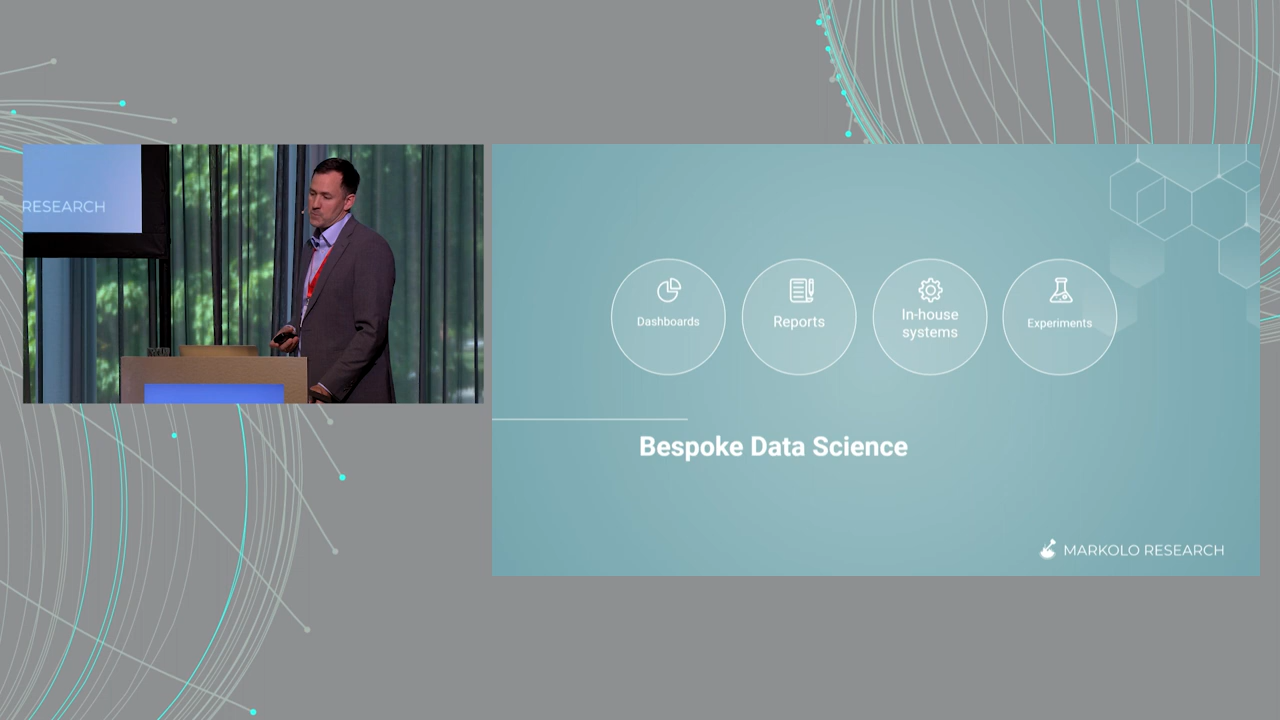 RESEARCH
Dashboards
Reports
In-house
systems
Experiments
Bespoke Data Science
MARKOLO RESEARCH